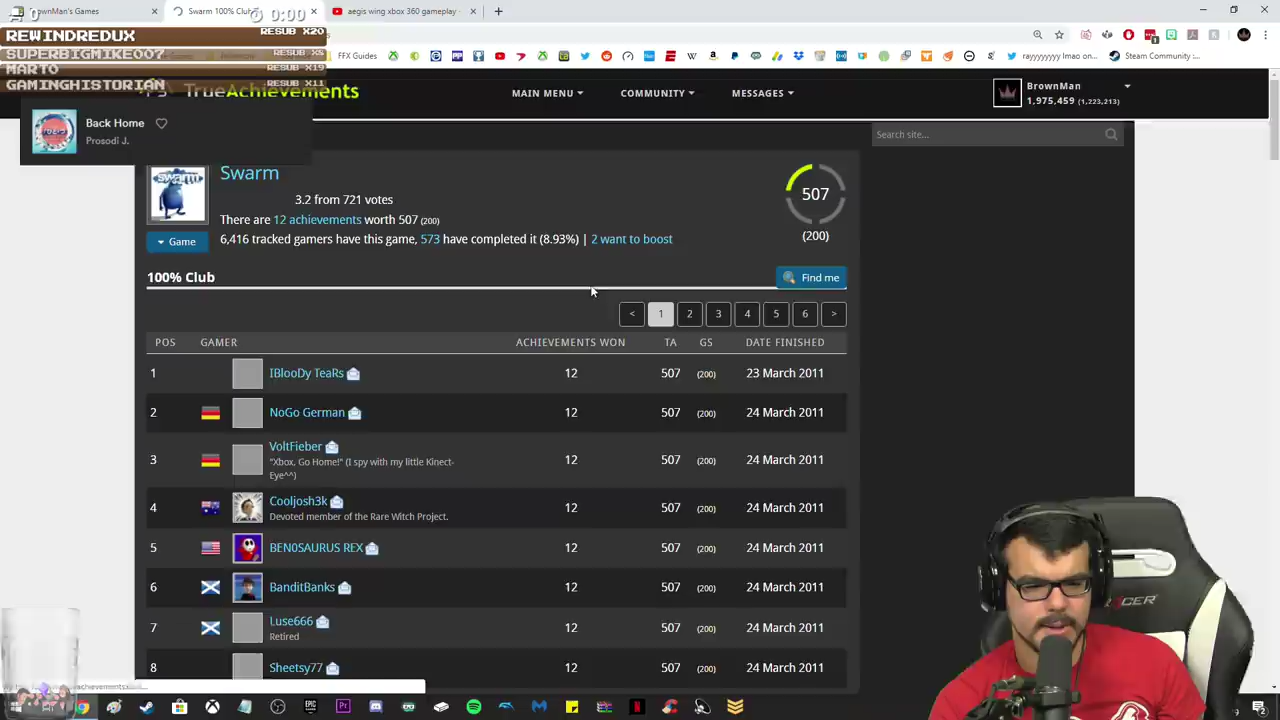 BrownMan's Games
Swarm 100% Club
0:00
aegis wing xbox 360 gameplay -
REWINDREDUX RESUB X20
SUPERBIGMIKE007
MARTO RESUB X19
GAMINGHISTORIAN RESUB X11
FFX Guides
rayyyyyyy lmao on...
Steam Community :...
TrueAchievements
MAIN MENU
COMMUNITY
MESSAGES
BrownMan
1,975,459 (1,223,213)
Back Home
Prosodi J.
Search site...
Swarm
3.2 from 721 votes
There are 12 achievements worth 507 (200)
Game
6,416 tracked gamers have this game, 573 have completed it (8.93%) | 2 want to boost
507
(200)
100% Club
Find me
< 1 2 3 4 5 6 >
POS GAMER ACHIEVEMENTS WON TA GS DATE FINISHED
1 IBlooDy TeaRs 12 507 (200) 23 March 2011
2 NoGo German 12 507 (200) 24 March 2011
3 VoltFieber 12 507 (200) 24 March 2011
"Xbox, Go Home!" (I spy with my little Kinect-
Eye^^)
4 Cooljosh3k 12 507 (200) 24 March 2011
Devoted member of the Rare Witch Project.
5 BEN0SAURUS REX 12 507 (200) 24 March 2011
6 BanditBanks 12 507 (200) 24 March 2011
7 Luse666 12 507 (200) 24 March 2011
Retired
8 Sheetsy77 12 507 (200) 24 March 2011